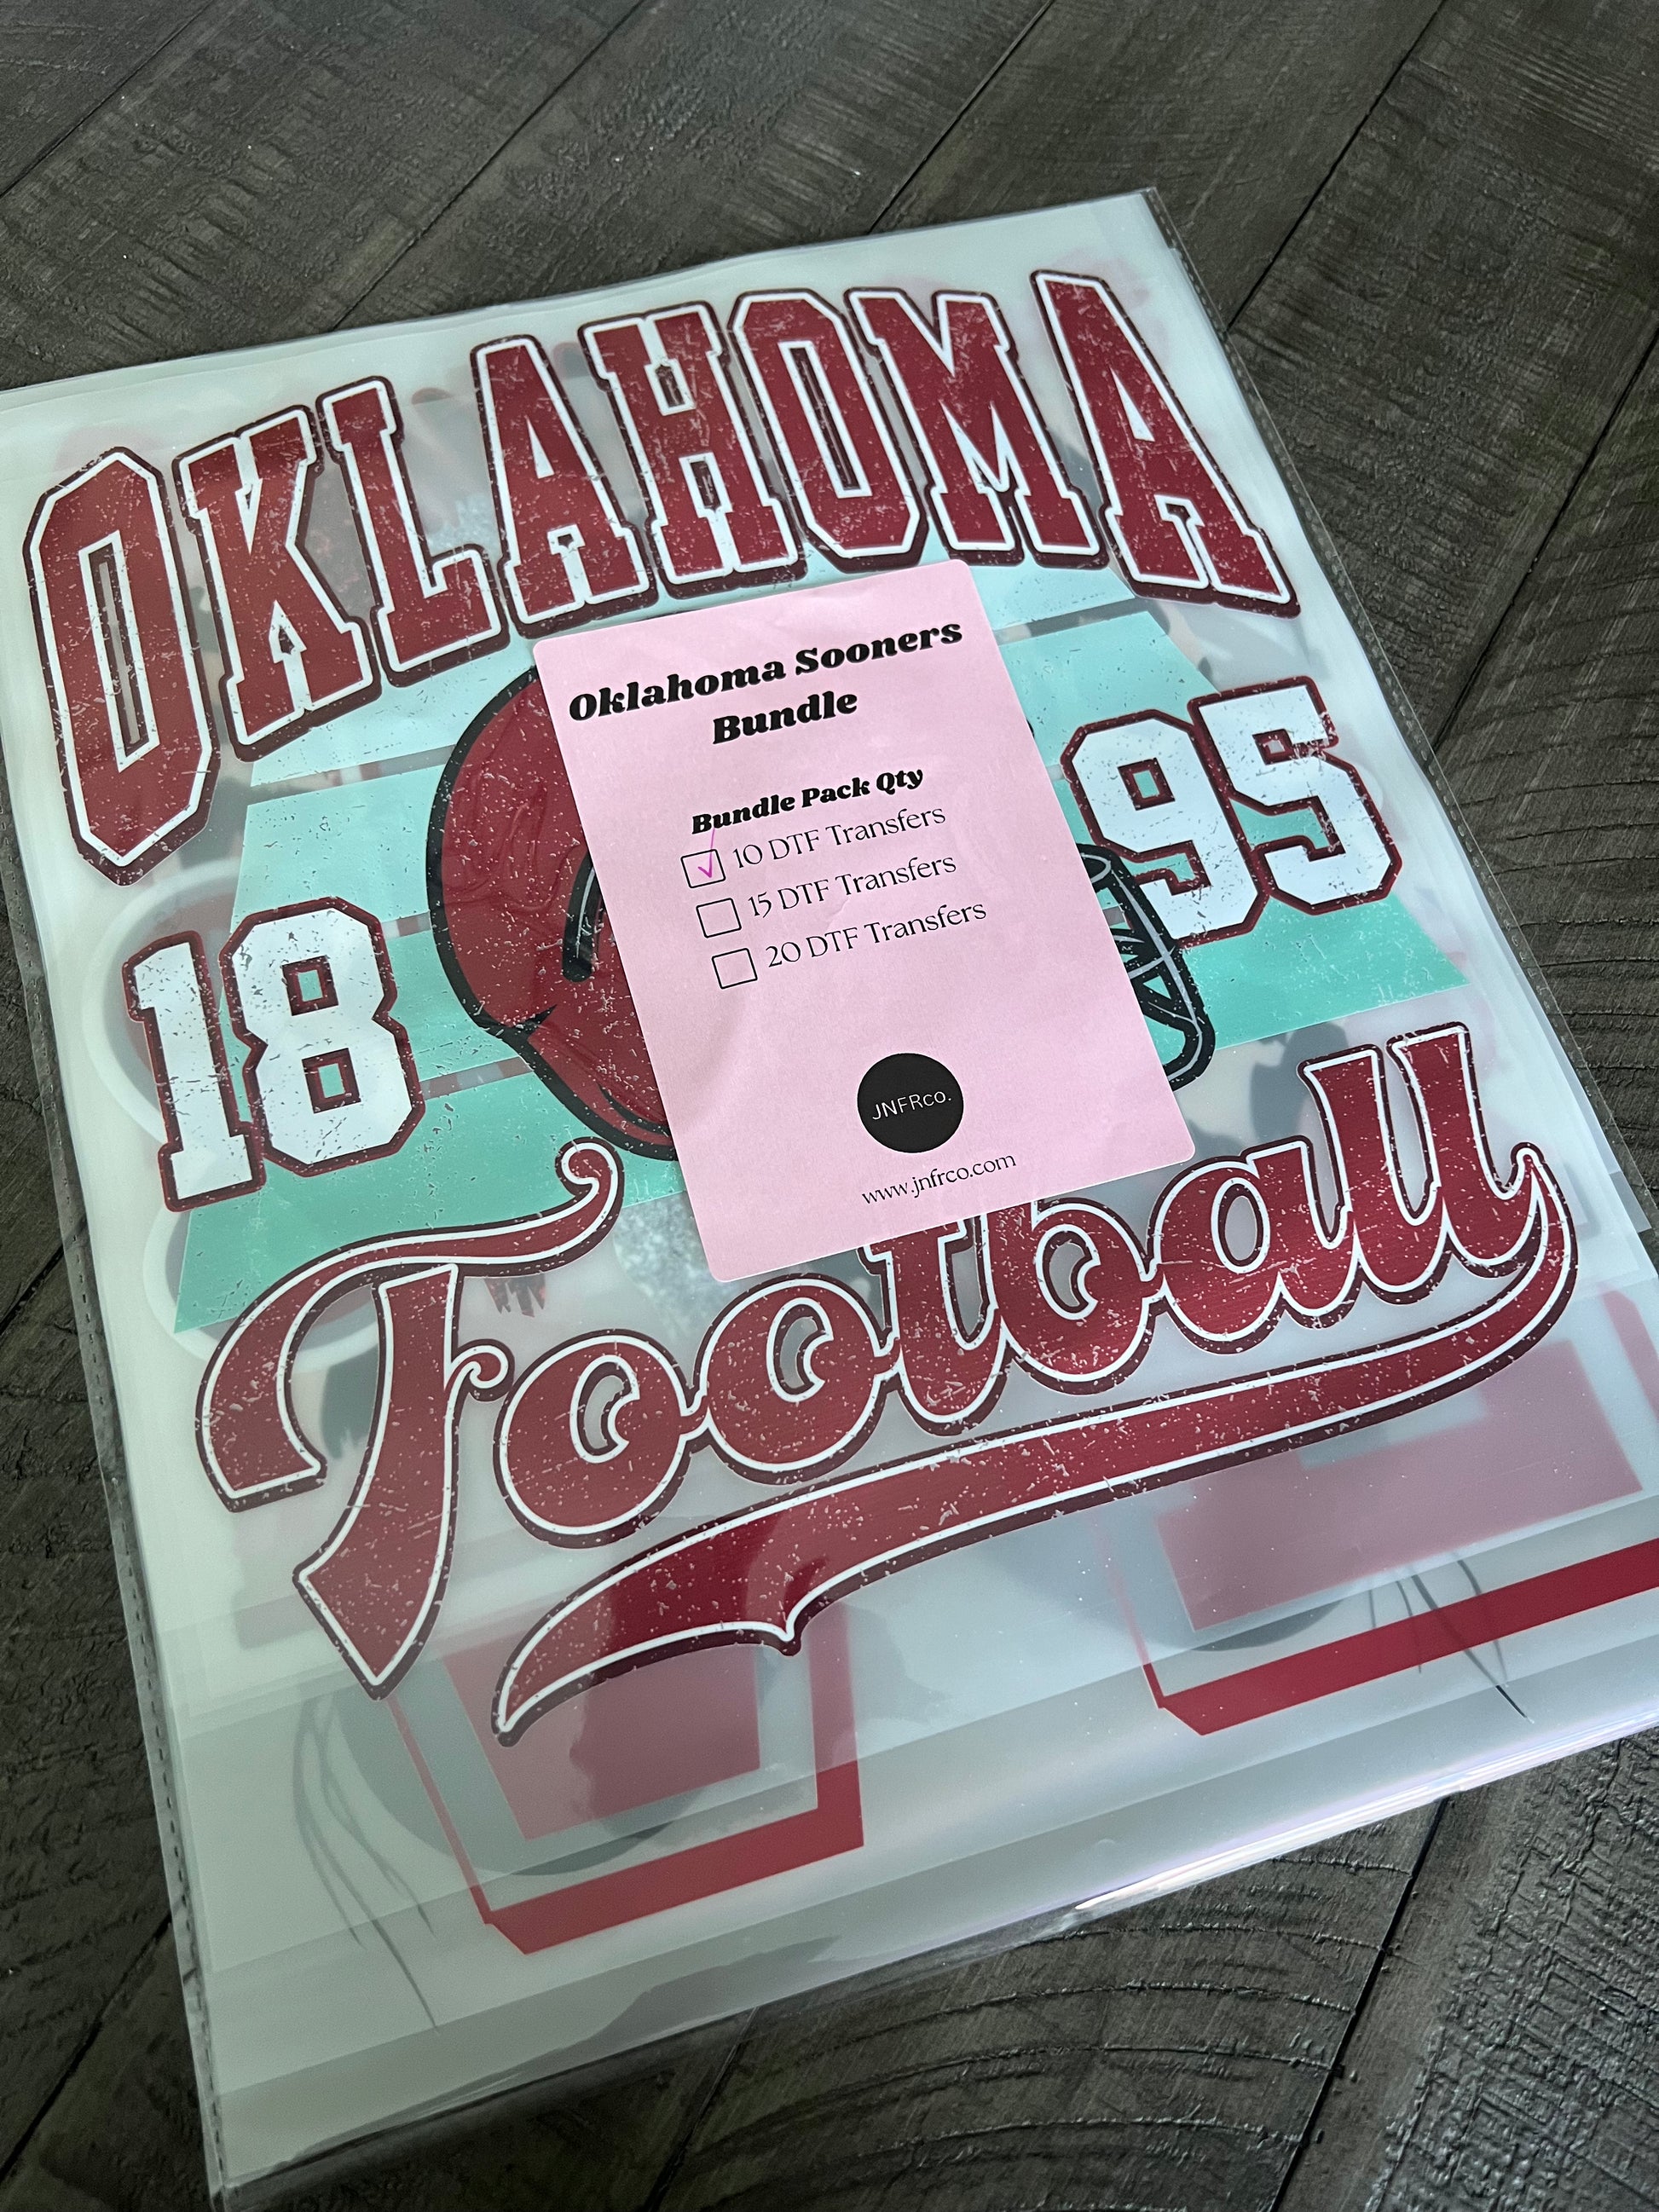 OKLAHOMA
Oklahoma Sooners
Bundle
Bundle Pack Qty
10 DTF Transfers
15 DTF Transfers
20 DTF Transfers
18
95
JNFRco.
www.jnfrco.com
Football